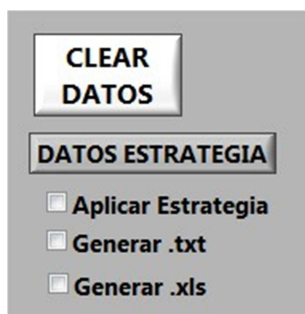 CLEAR
DATOS
DATOS ESTRATEGIA
Aplicar Estrategia
Generar .txt
Generar .xls